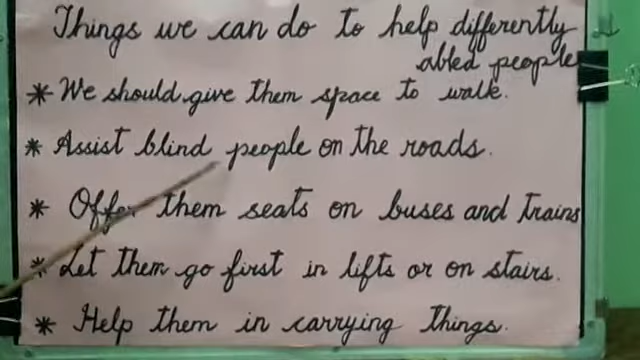 Things we can do to help differently
abled people
* We should give them space to walk.
* Assist blind people on the roads.
* Offer them seats on buses and trains
* Let them go first in lifts or on stairs.
* Help them in carrying things.